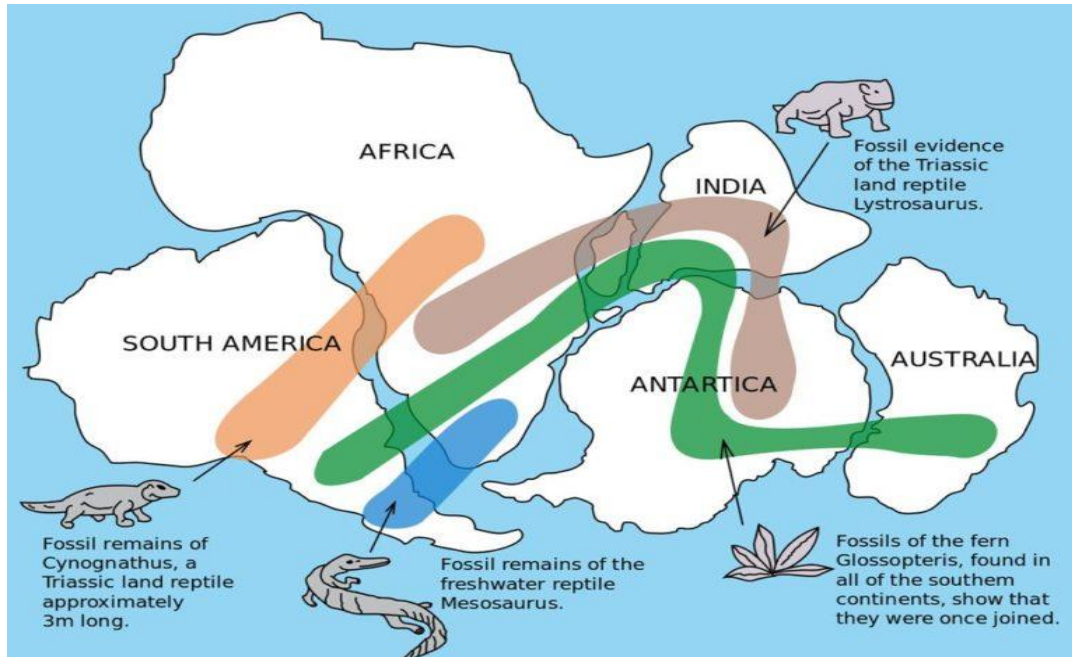 AFRICA
INDIA
Fossil evidence
of the Triassic
land reptile
Lystrosaurus.
SOUTH AMERICA
ANTARTICA
AUSTRALIA
Fossil remains of
Cynognathus, a
Triassic land reptile
approximately
3m long.
Fossil remains of the
freshwater reptile
Mesosaurus.
Fossils of the fern
Glossopteris, found in
all of the southem
continents, show that
they were once joined.